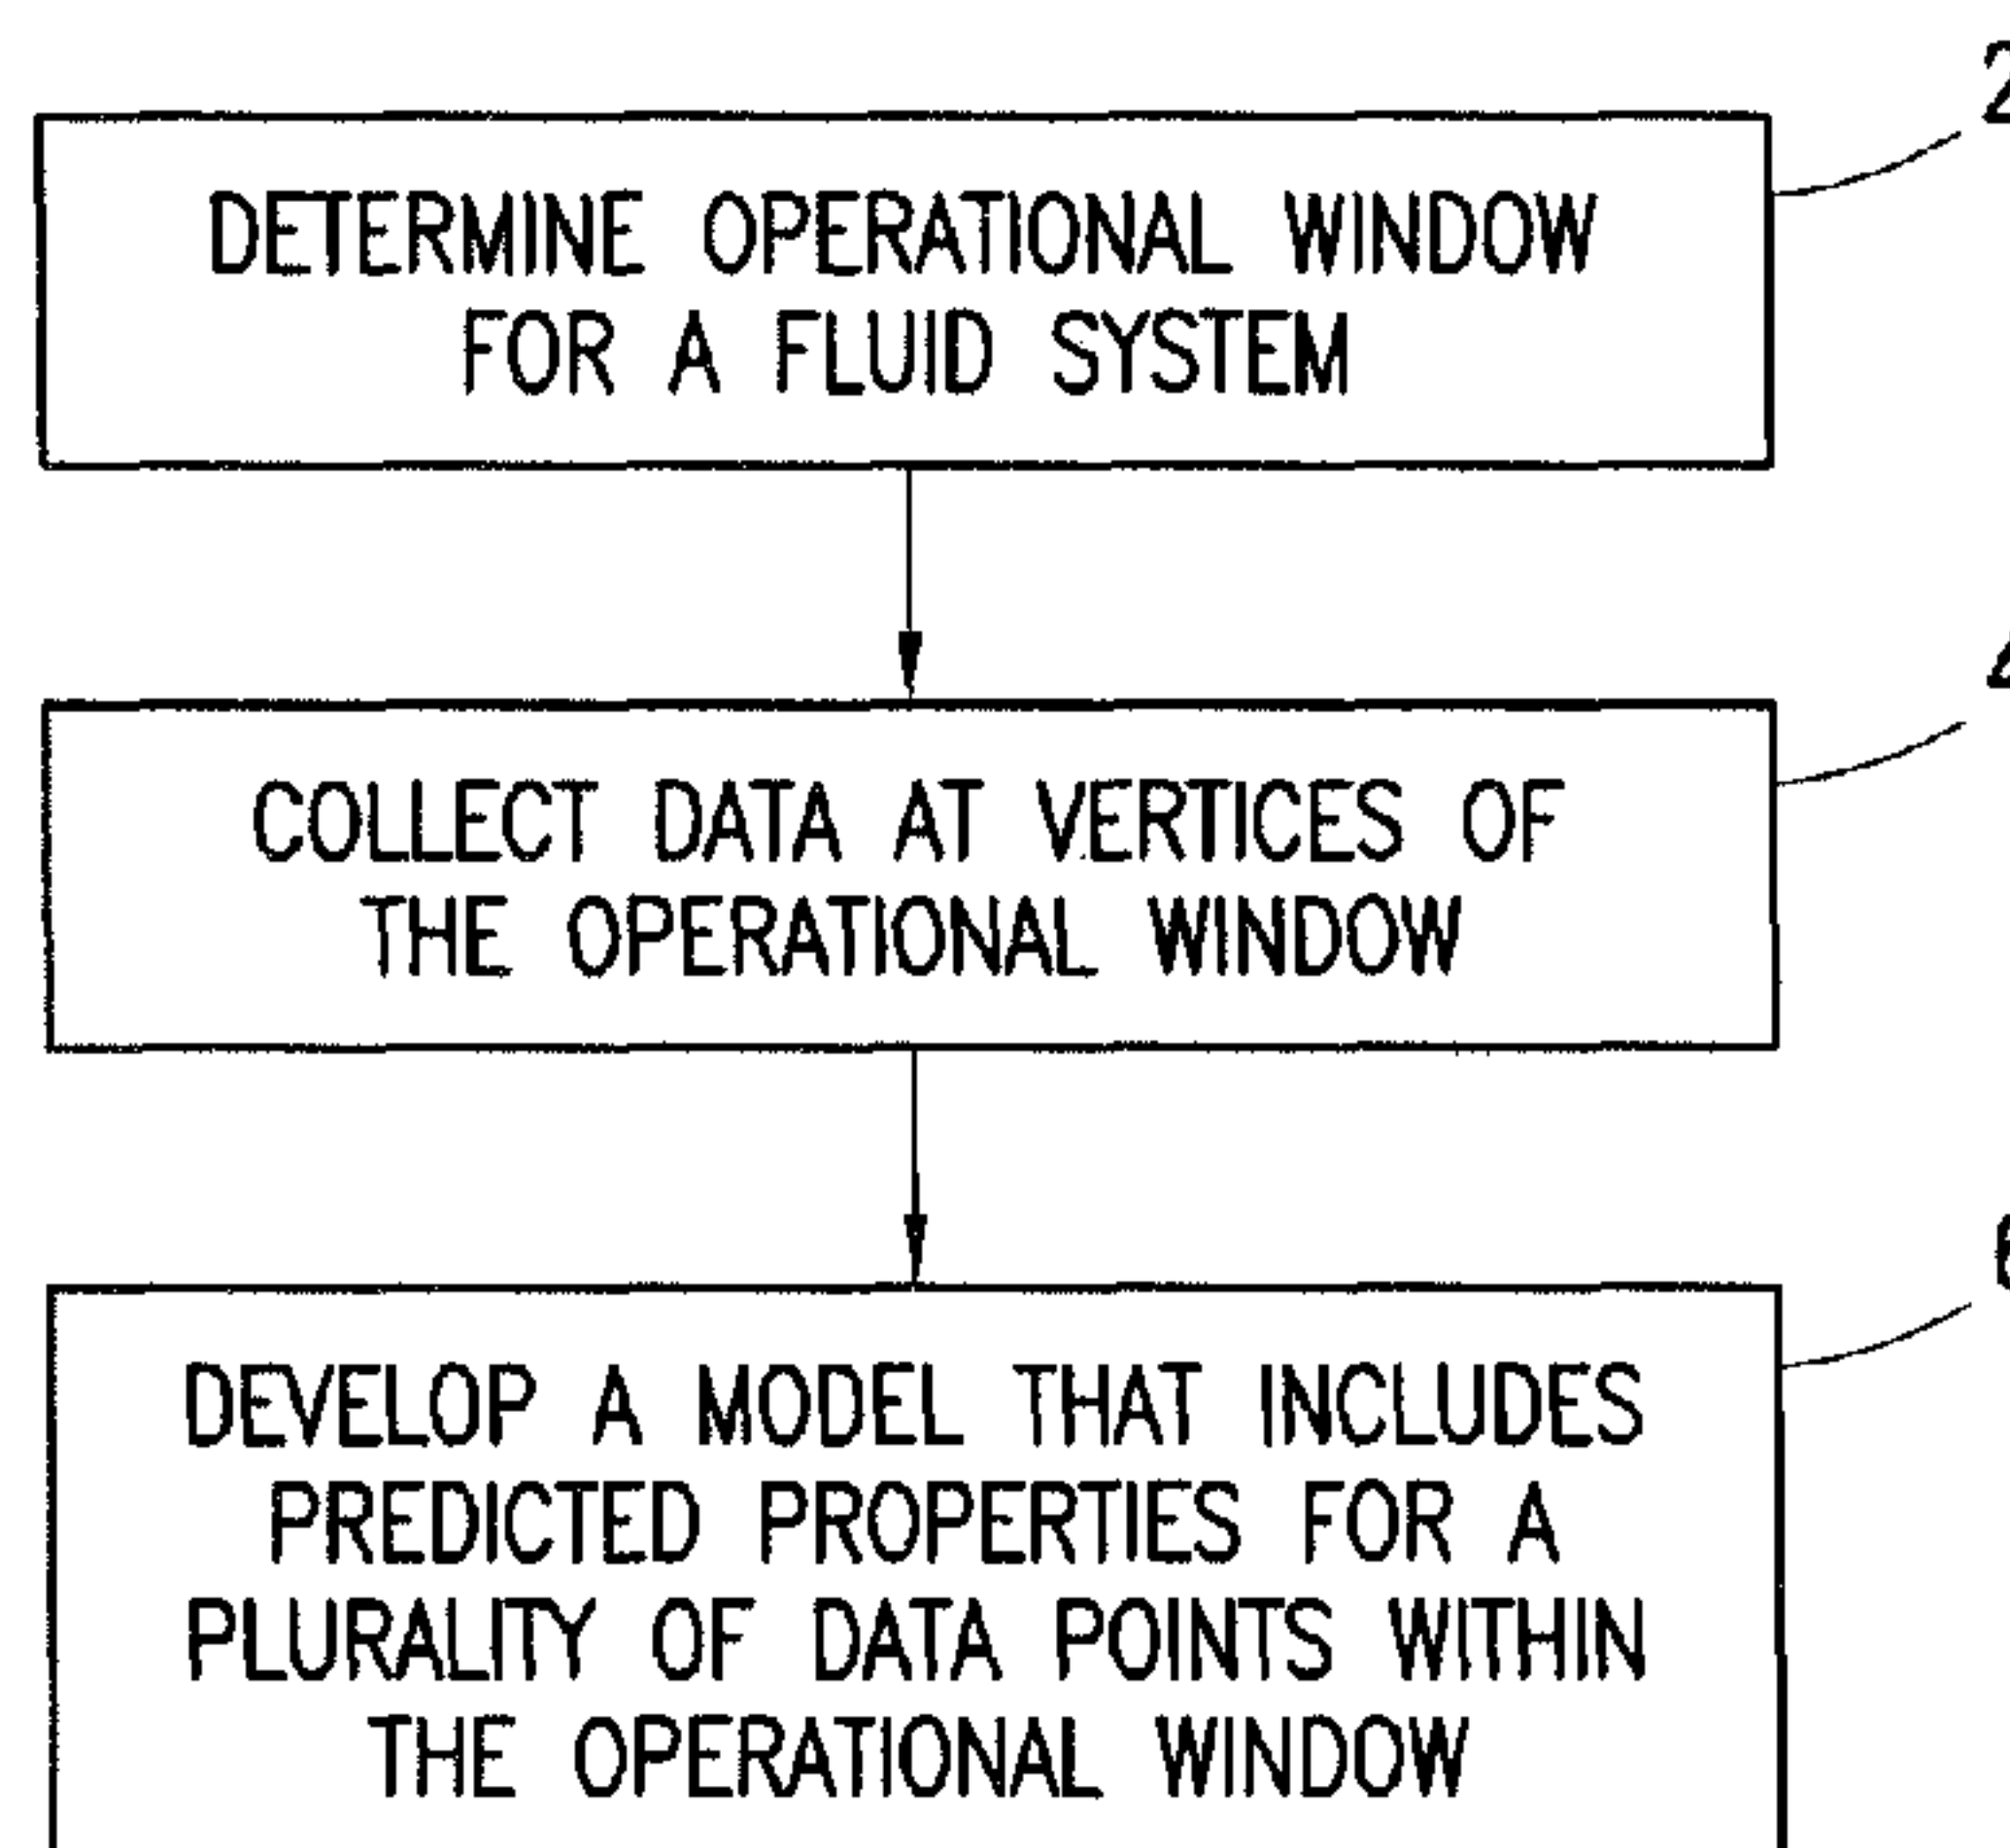 DETERMINE OPERATIONAL WINDOW
FOR A FLUID SYSTEM
COLLECT DATA AT VERTICES OF
THE OPERATIONAL WINDOW
DEVELOP A MODEL THAT INCLUDES
PREDICTED PROPERTIES FOR A
PLURALITY OF DATA POINTS WITHIN
THE OPERATIONAL WINDOW